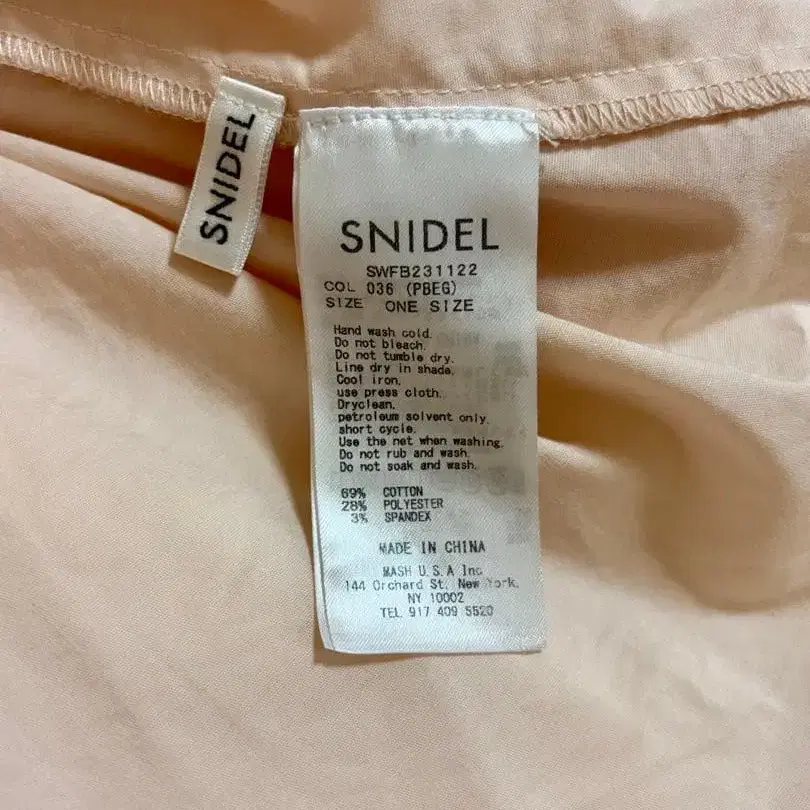 SNIDEL
SNIDEL
SWFB231122
COL 036 (PBEG)
SIZE ONE SIZE
Hand wash cold.
Do not bleach.
Do not tumble dry.
Line dry in shade.
Cool iron.
use press cloth.
Dryclean.
petroleum solvent only.
short cycle.
Use the net when washing.
Do not rub and wash.
Do not soak and wash.
69% COTTON
28% POLYESTER
3% SPANDEX
MADE IN CHINA
MASH U.S.A Inc
144 Orchard St, New York,
NY 10002
TEL 917 409 5520